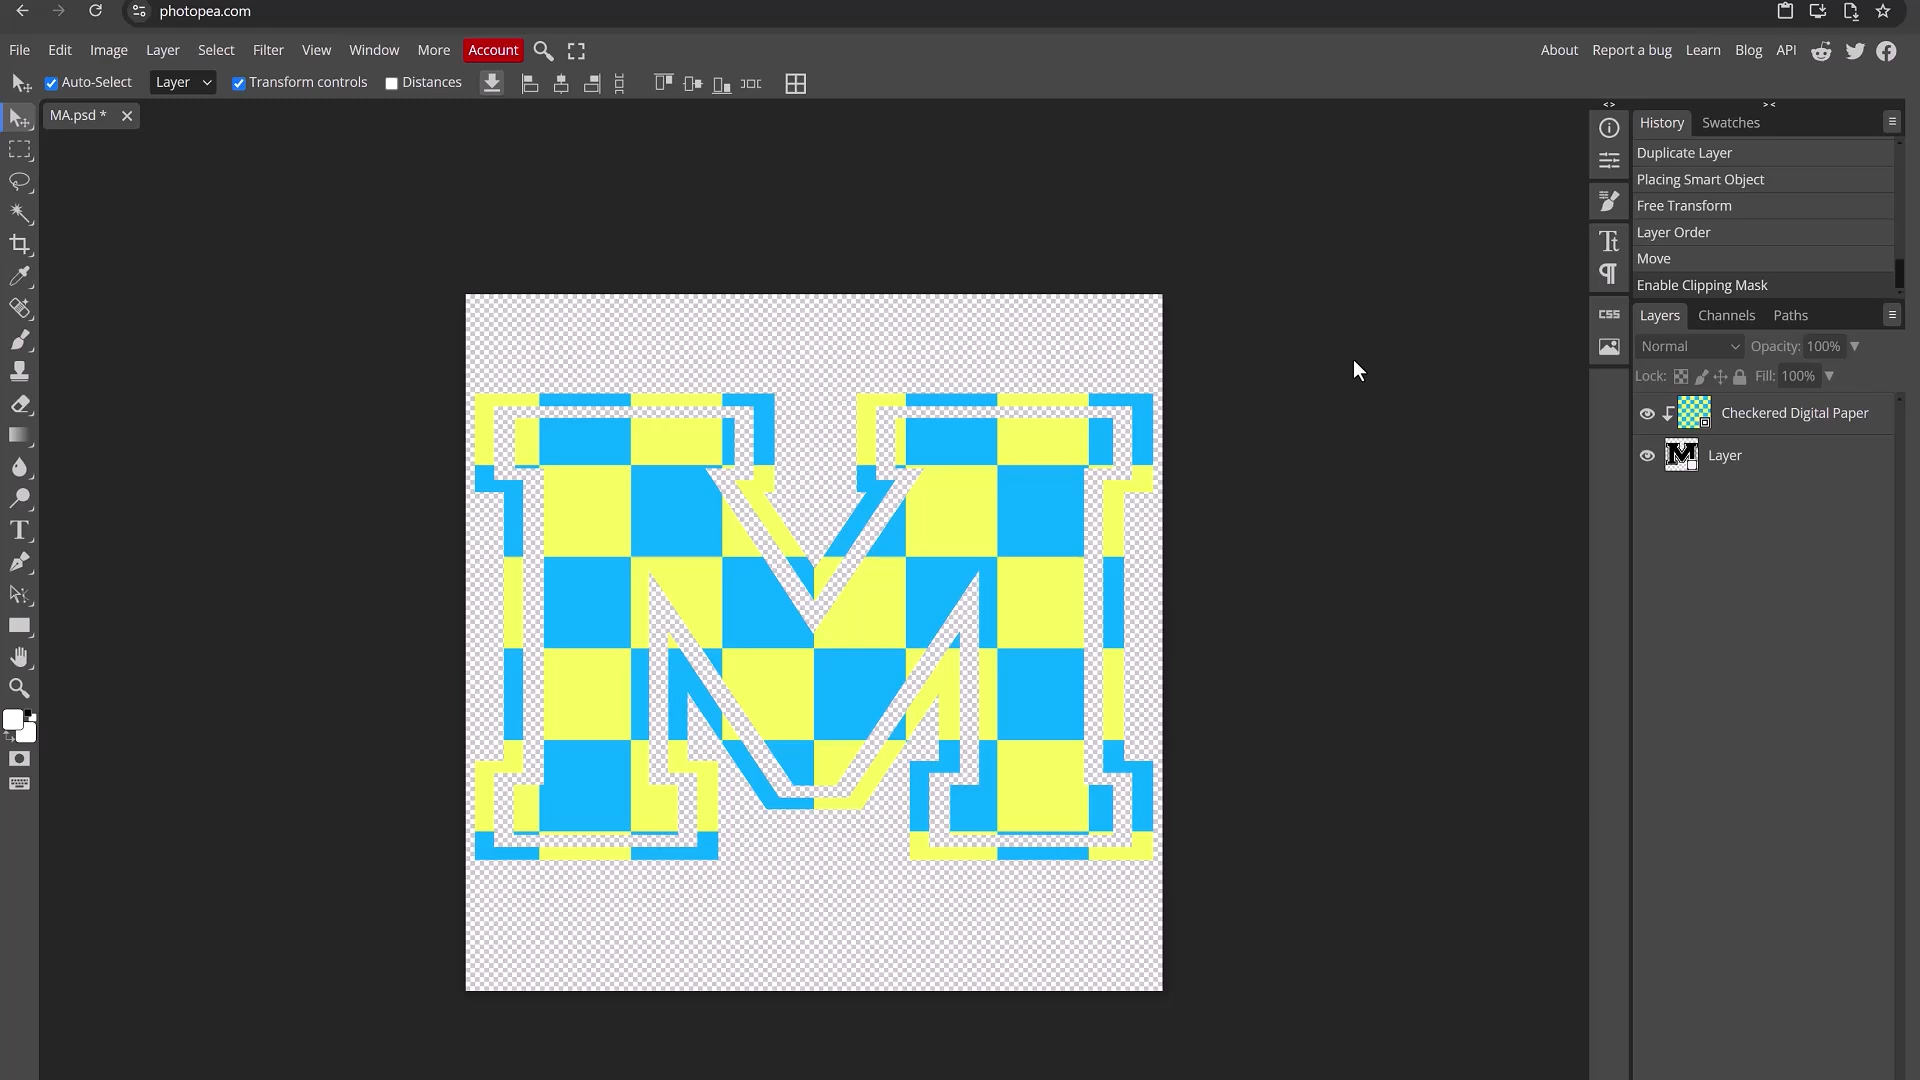 photopea.com
File Edit Image Layer Select Filter View Window More Account About Report a bug Learn Blog API
Auto-Select Layer Transform controls Distances
MA.psd *
History Swatches
Duplicate Layer
Placing Smart Object
Free Transform
Layer Order
Move
Enable Clipping Mask
CSS
Layers Channels Paths
Normal Opacity: 100%
Lock: Fill: 100%
Checkered Digital Paper
Layer
M